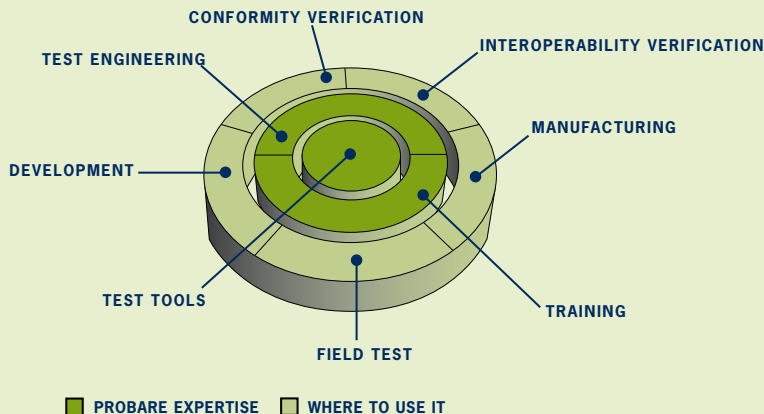 CONFORMITY VERIFICATION
INTEROPERABILITY VERIFICATION
TEST ENGINEERING
MANUFACTURING
DEVELOPMENT
TEST TOOLS
TRAINING
FIELD TEST
PROBARE EXPERTISE
WHERE TO USE IT